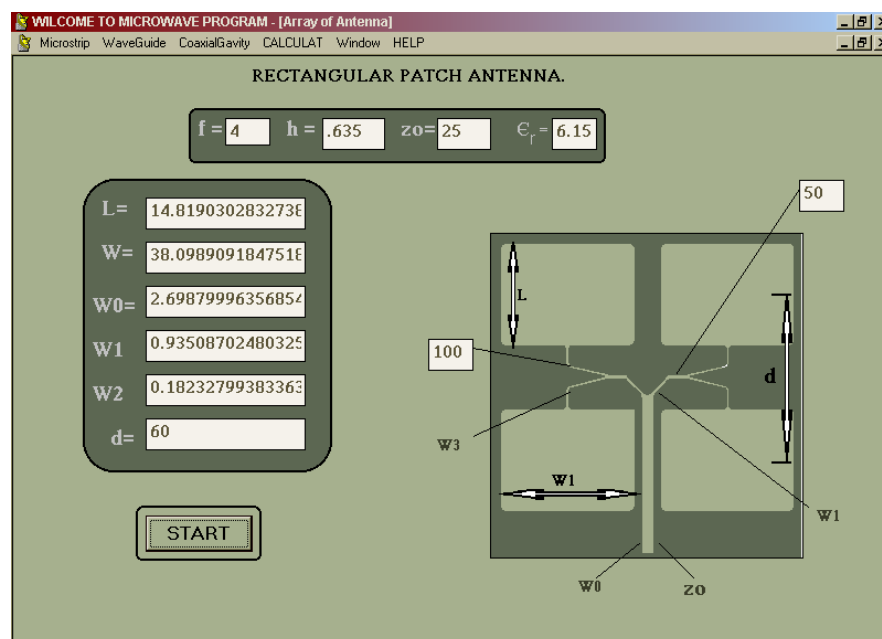 WILCOME TO MICROWAVE PROGRAM - [Array of Antenna]
Microstrip WaveGuide CoaxialGavity CALCULAT Window HELP
RECTANGULAR PATCH ANTENNA.
f = 4 h = .635 zo= 25 Єr = 6.15
L= 14.8190302832738
W= 38.0989091847518
W0= 2.69879996356854
W1 0.93508702480325
W2 0.18232799383363
d= 60
START
50
L
100
d
W3
W1
W1
W0
zo